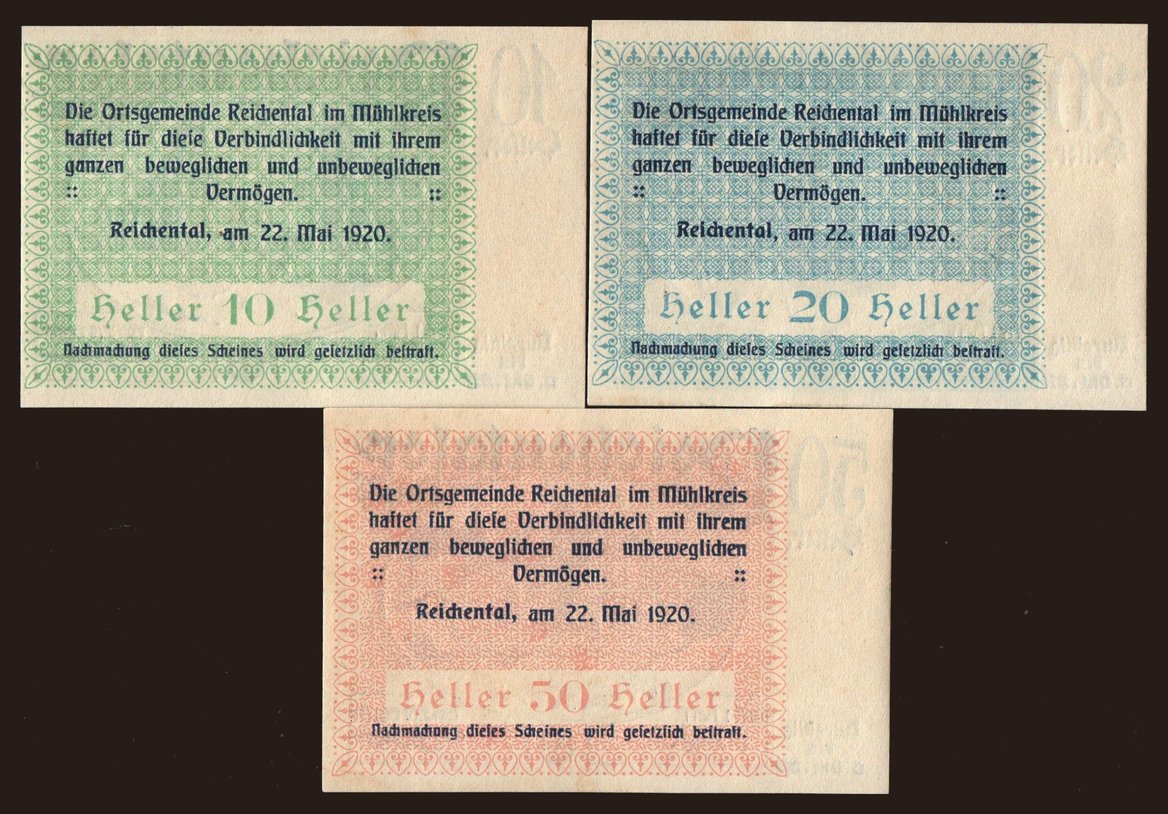 Die Ortsgemeinde Reichental im Mühlkreis
haftet für diese Verbindlichkeit mit ihrem
ganzen beweglichen und unbeweglichen
:: Vermögen. ::
Reichental, am 22. Mai 1920.
Heller 10 Heller
Nachmachung dieses Scheines wird gesetzlich bestraft.
Die Ortsgemeinde Reichental im Mühlkreis
haftet für diese Verbindlichkeit mit ihrem
ganzen beweglichen und unbeweglichen
:: Vermögen. ::
Reichental, am 22. Mai 1920.
Heller 20 Heller
Nachmachung dieses Scheines wird gesetzlich bestraft.
Die Ortsgemeinde Reichental im Mühlkreis
haftet für diese Verbindlichkeit mit ihrem
ganzen beweglichen und unbeweglichen
:: Vermögen. ::
Reichental, am 22. Mai 1920.
Heller 50 Heller
Nachmachung dieses Scheines wird gesetzlich bestraft.